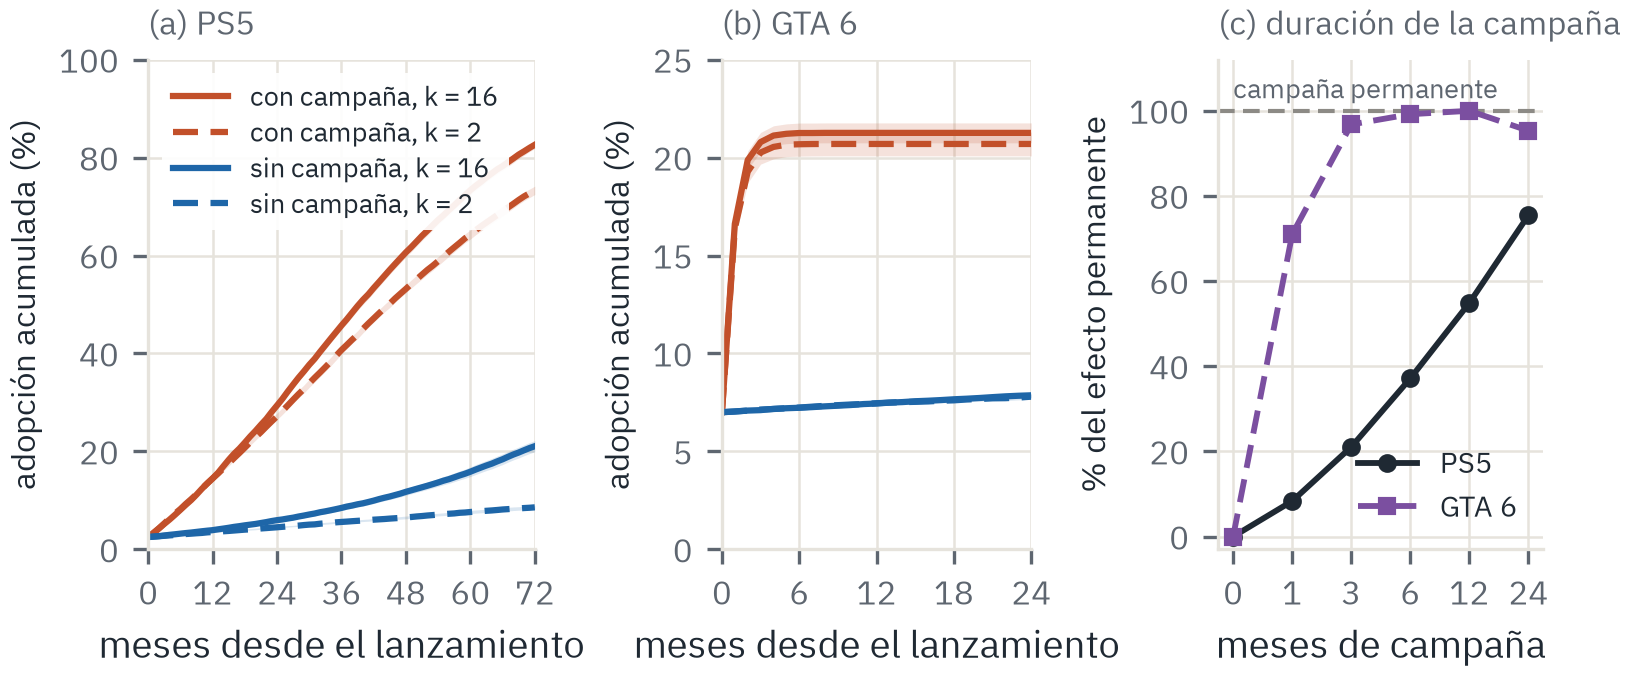 (a) PS5
adopción acumulada (%)
100
80
60
40
20
0
con campaña, k = 16
con campaña, k = 2
sin campaña, k = 16
sin campaña, k = 2
0 12 24 36 48 60 72
meses desde el lanzamiento
(b) GTA 6
adopción acumulada (%)
25
20
15
10
5
0
0 6 12 18 24
meses desde el lanzamiento
(c) duración de la campaña
% del efecto permanente
100
80
60
40
20
0
campaña permanente
PS5
GTA 6
0 1 3 6 12 24
meses de campaña